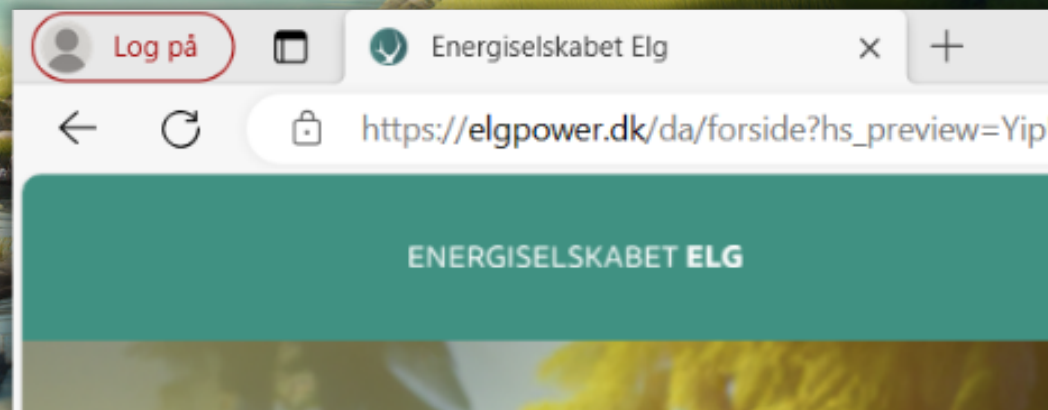 Log på
Energiselskabet Elg
https://elgpower.dk/da/forside?hs_preview=Yip
ENERGISELSKABET ELG